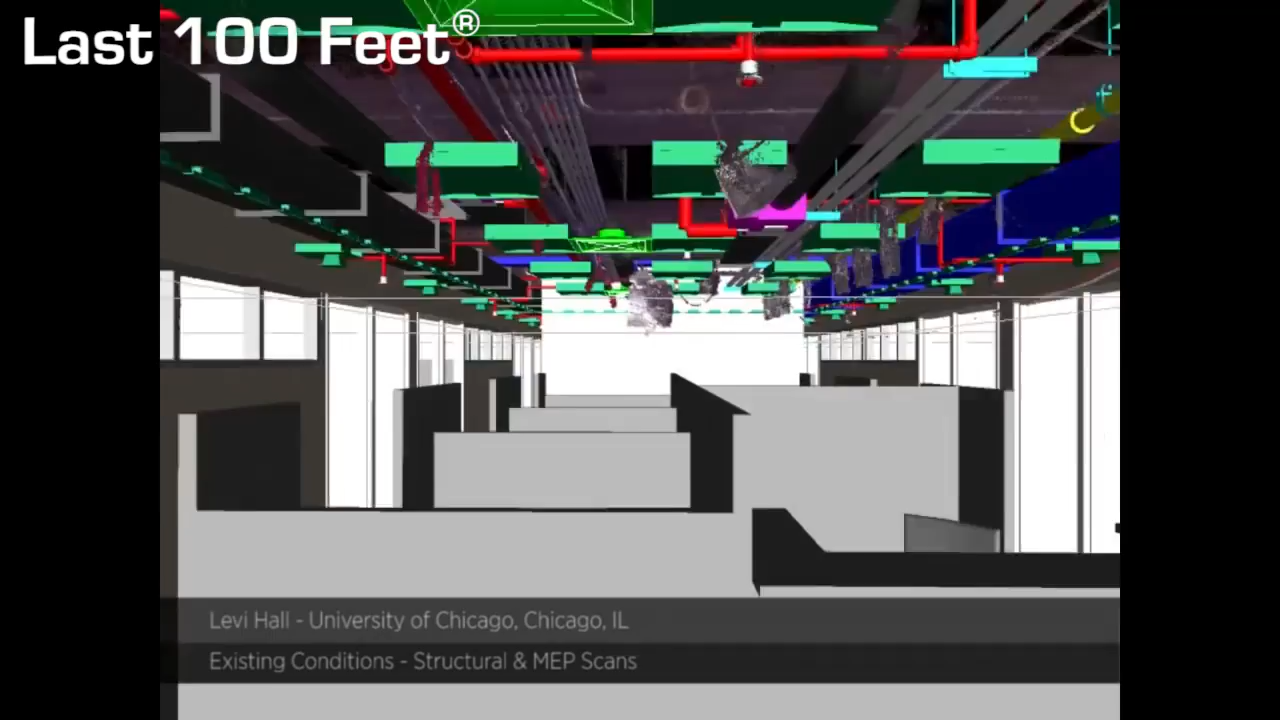 Last 100 Feet®
Levi Hall - University of Chicago, Chicago, IL
Existing Conditions - Structural & MEP Scans